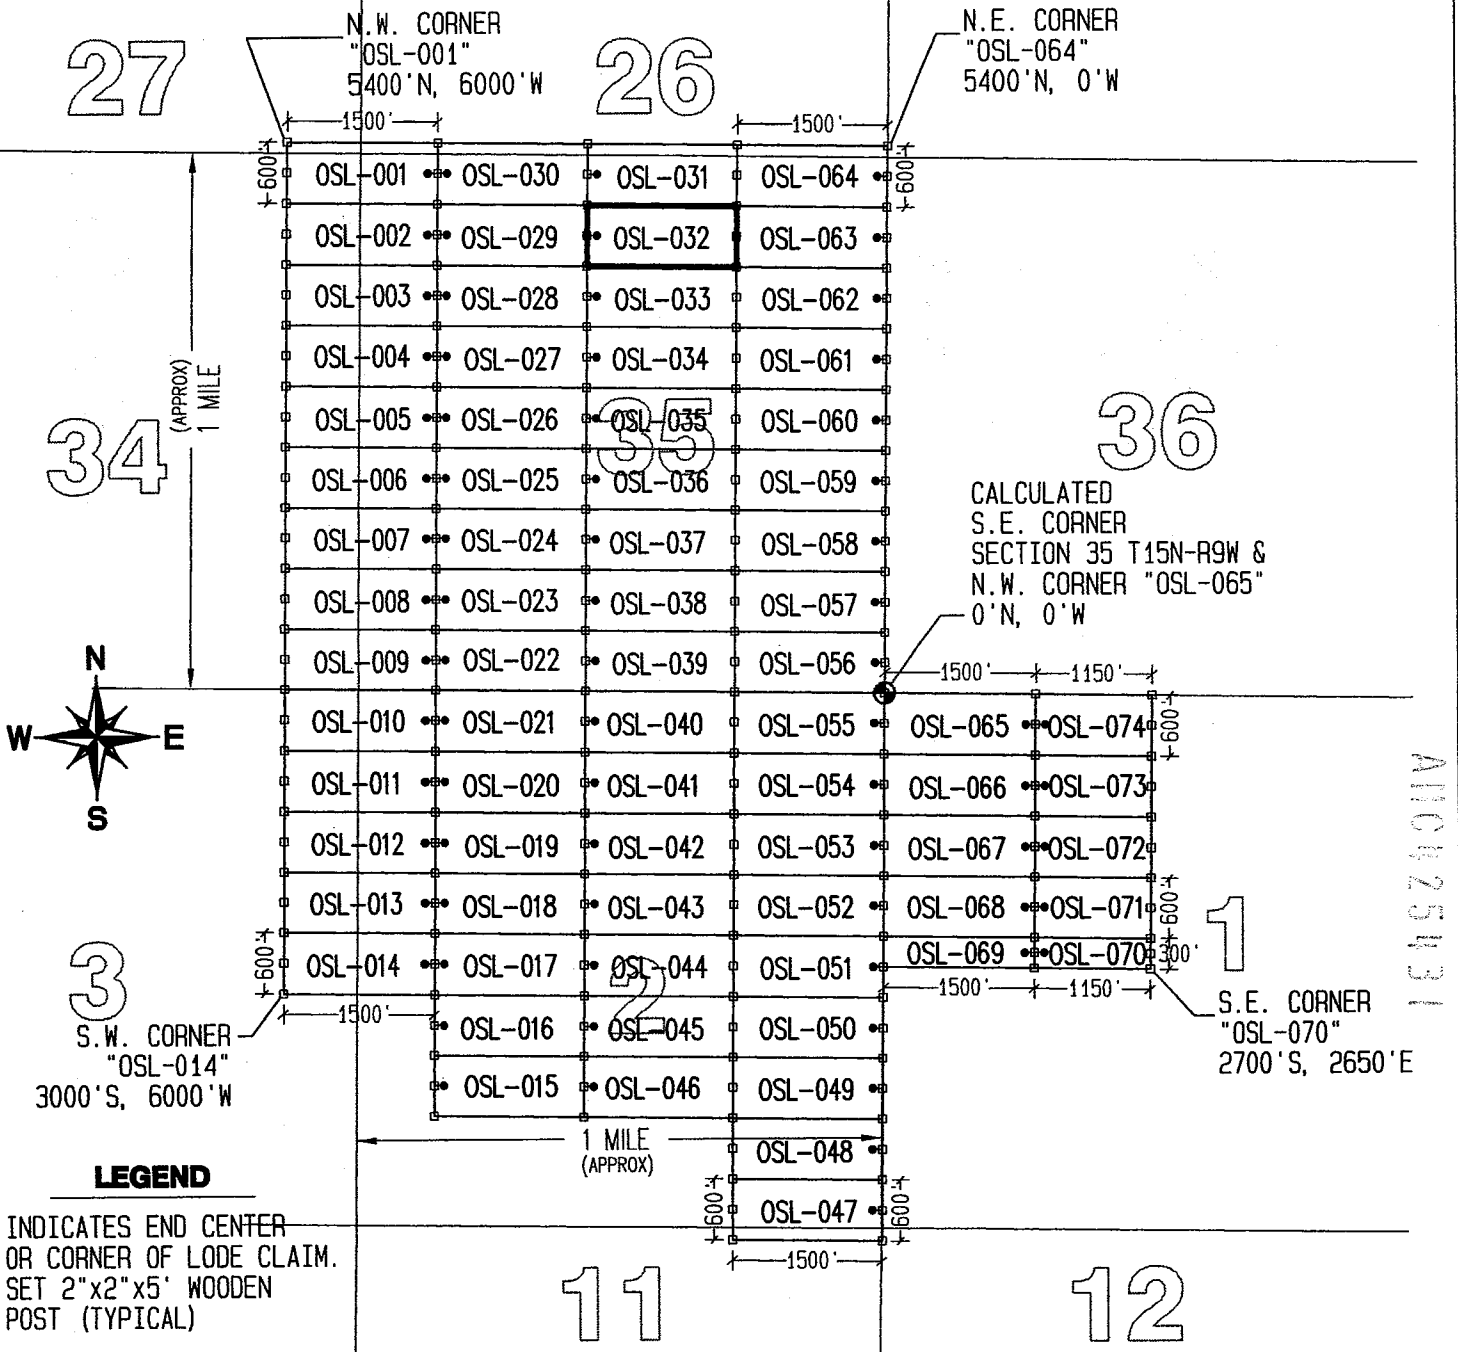 N.W. CORNER
"OSL-001"
5400'N, 6000'W
N.E. CORNER
"OSL-064"
5400'N, 0'W
27
26
1500'
1500'
600'
600'
OSL-001 OSL-030 OSL-031 OSL-064
OSL-002 OSL-029 OSL-032 OSL-063
OSL-003 OSL-028 OSL-033 OSL-062
OSL-004 OSL-027 OSL-034 OSL-061
OSL-005 OSL-026 OSL-035 OSL-060
OSL-006 OSL-025 OSL-036 OSL-059
OSL-007 OSL-024 OSL-037 OSL-058
OSL-008 OSL-023 OSL-038 OSL-057
OSL-009 OSL-022 OSL-039 OSL-056
1 MILE
(APPROX)
34
35
36
CALCULATED
S.E. CORNER
SECTION 35 T15N-R9W &
N.W. CORNER "OSL-065"
0'N, 0'W
N
W E
S
1500' 1150'
OSL-010 OSL-021 OSL-040 OSL-055 OSL-065 OSL-074 600'
OSL-011 OSL-020 OSL-041 OSL-054 OSL-066 OSL-073
OSL-012 OSL-019 OSL-042 OSL-053 OSL-067 OSL-072
OSL-013 OSL-018 OSL-043 OSL-052 OSL-068 OSL-071 600'
OSL-069 OSL-070 300'
600' OSL-014 OSL-017 OSL-044 OSL-051
1500' 1500' 1150'
OSL-016 OSL-045 OSL-050
OSL-015 OSL-046 OSL-049
OSL-048
600' OSL-047 600'
1500'
3
2
1
S.W. CORNER
"OSL-014"
3000'S, 6000'W
S.E. CORNER
"OSL-070"
2700'S, 2650'E
1 MILE
(APPROX)
LEGEND
INDICATES END CENTER
OR CORNER OF LODE CLAIM.
SET 2"x2"x5' WOODEN
POST (TYPICAL)
11
12